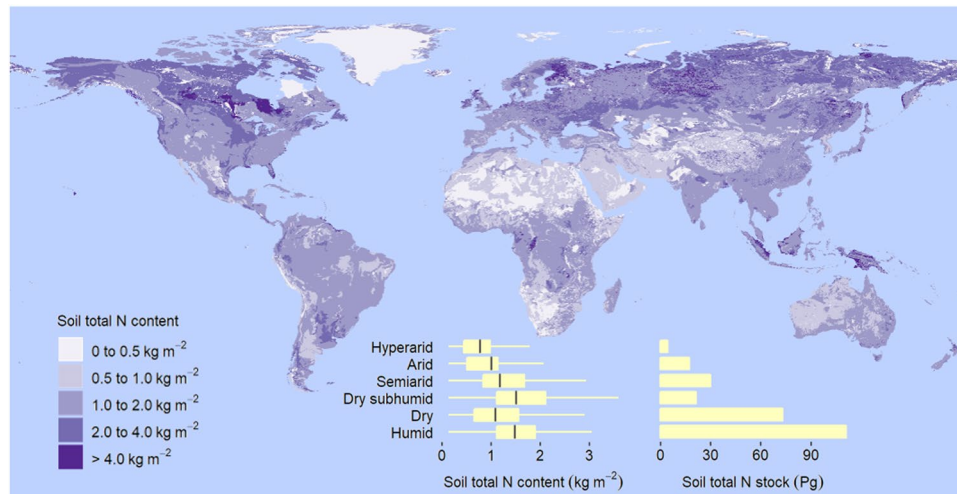 Soil total N content
0 to 0.5 kg m⁻²
0.5 to 1.0 kg m⁻²
1.0 to 2.0 kg m⁻²
2.0 to 4.0 kg m⁻²
> 4.0 kg m⁻²
Hyperarid
Arid
Semiarid
Dry subhumid
Dry
Humid
0 1 2 3
Soil total N content (kg m⁻²)
0 30 60 90
Soil total N stock (Pg)